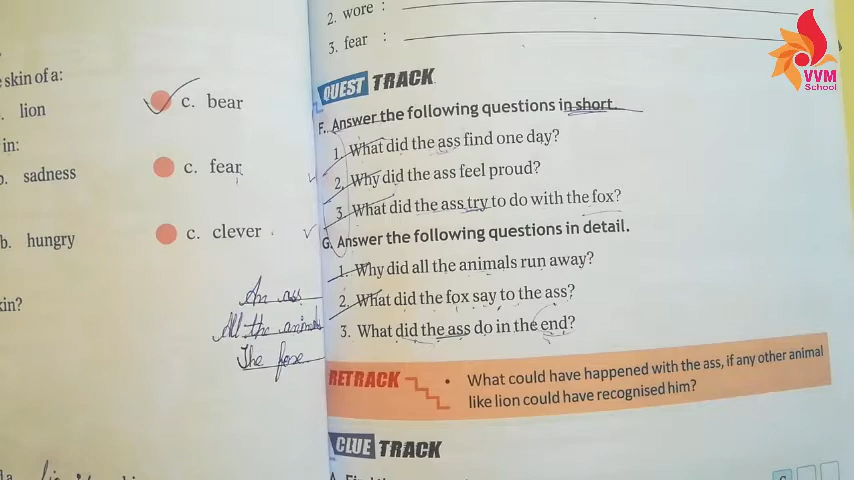 2. wore :
3. fear :
VVM
School
e skin of a:
. lion
c. bear
in:
b. sadness
c. fear
b. hungry
c. clever
kin?
An ass
All the animals
The foxe
QUEST TRACK
F. Answer the following questions in short.
1. What did the ass find one day?
2. Why did the ass feel proud?
3. What did the ass try to do with the fox?
G. Answer the following questions in detail.
1. Why did all the animals run away?
2. What did the fox say to the ass?
3. What did the ass do in the end?
RETRACK
• What could have happened with the ass, if any other animal
like lion could have recognised him?
CLUE TRACK